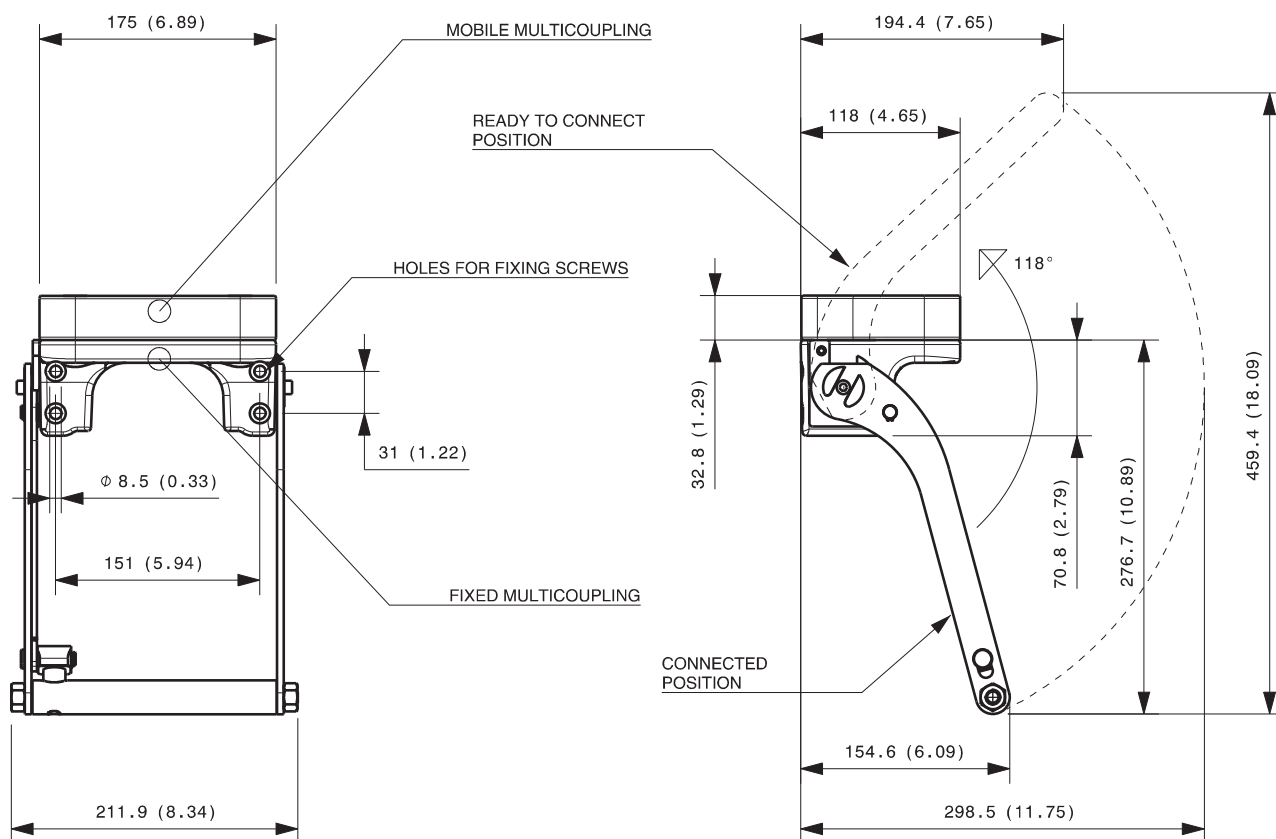 175 (6.89)
MOBILE MULTICOUPLING
194.4 (7.65)
READY TO CONNECT
POSITION
118 (4.65)
HOLES FOR FIXING SCREWS
118°
32.8 (1.29)
31 (1.22)
ϕ 8.5 (0.33)
151 (5.94)
FIXED MULTICOUPLING
70.8 (2.79)
276.7 (10.89)
459.4 (18.09)
CONNECTED
POSITION
154.6 (6.09)
211.9 (8.34)
298.5 (11.75)